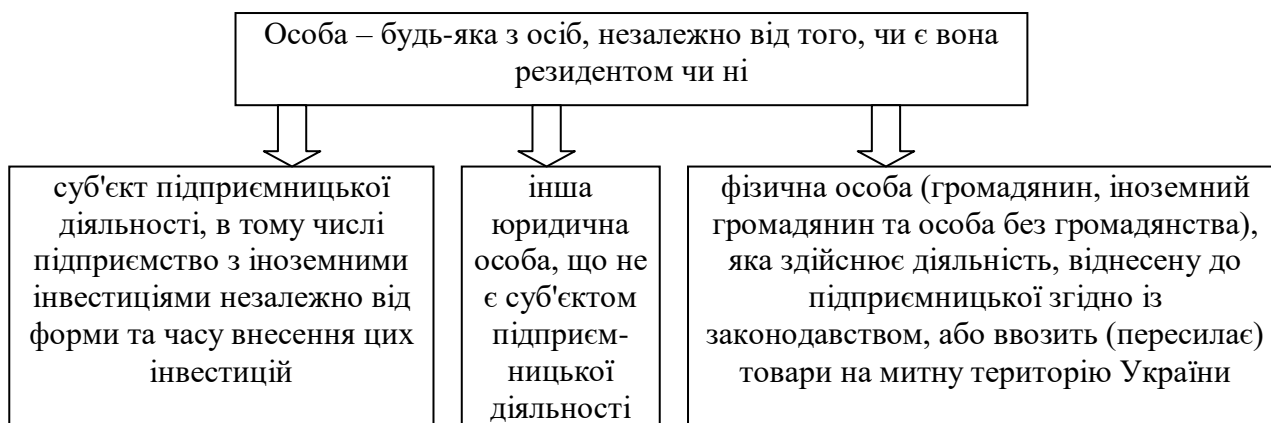 Особа – будь-яка з осіб, незалежно від того, чи є вона
резидентом чи ні
суб'єкт підприємницької
діяльності, в тому числі
підприємство з іноземними
інвестиціями незалежно від
форми та часу внесення цих
інвестицій
інша
юридична
особа, що не
є суб'єктом
підприєм-
ницької
діяльності
фізична особа (громадянин, іноземний
громадянин та особа без громадянства),
яка здійснює діяльність, віднесену до
підприємницької згідно із
законодавством, або ввозить (пересилає)
товари на митну територію України